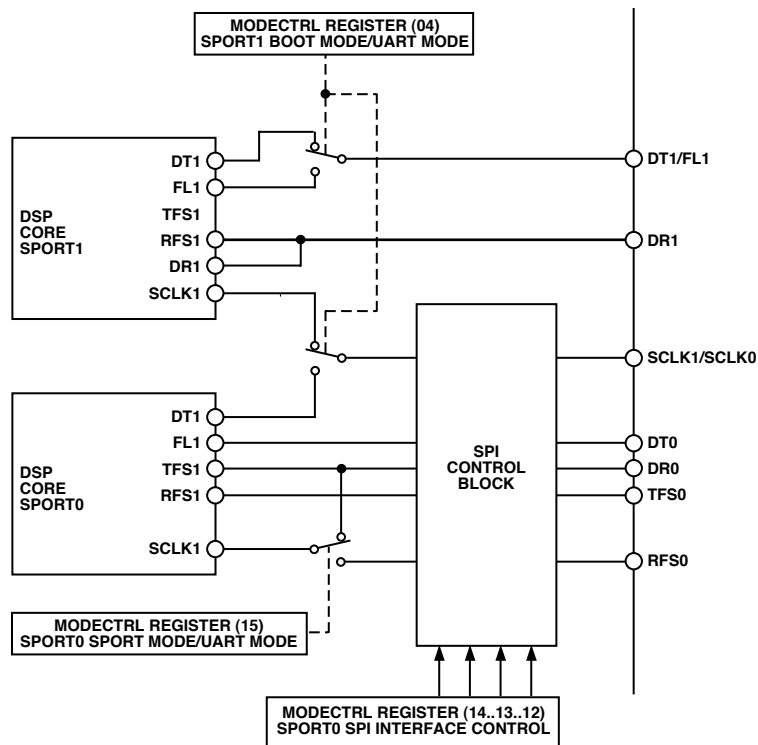 MODECTRL REGISTER (04)
SPORT1 BOOT MODE/UART MODE
DT1
FL1
TFS1
RFS1
DR1
SCLK1
DSP
CORE
SPORT1
DT1/FL1
DR1
SCLK1/SCLK0
DT1
FL1
TFS1
RFS1
SCLK1
DSP
CORE
SPORT0
SPI
CONTROL
BLOCK
DT0
DR0
TFS0
RFS0
MODECTRL REGISTER (15)
SPORT0 SPORT MODE/UART MODE
MODECTRL REGISTER (14..13..12)
SPORT0 SPI INTERFACE CONTROL